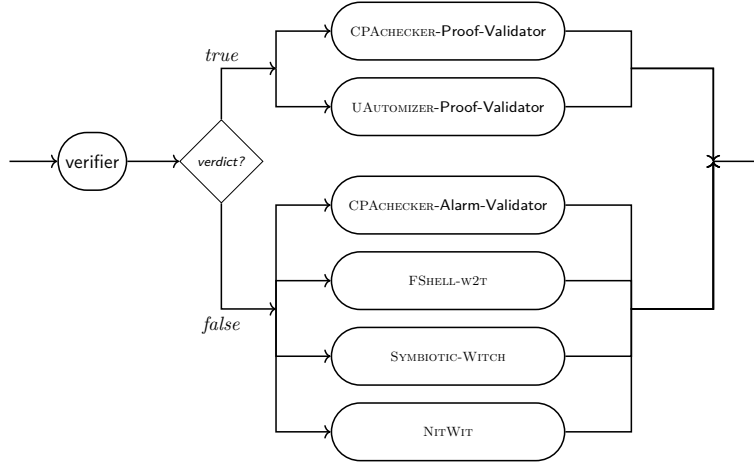 CPAchecker-Proof-Validator
true
UAutomizer-Proof-Validator
verifier
verdict?
CPAchecker-Alarm-Validator
FShell-w2t
false
Symbiotic-Witch
NitWit